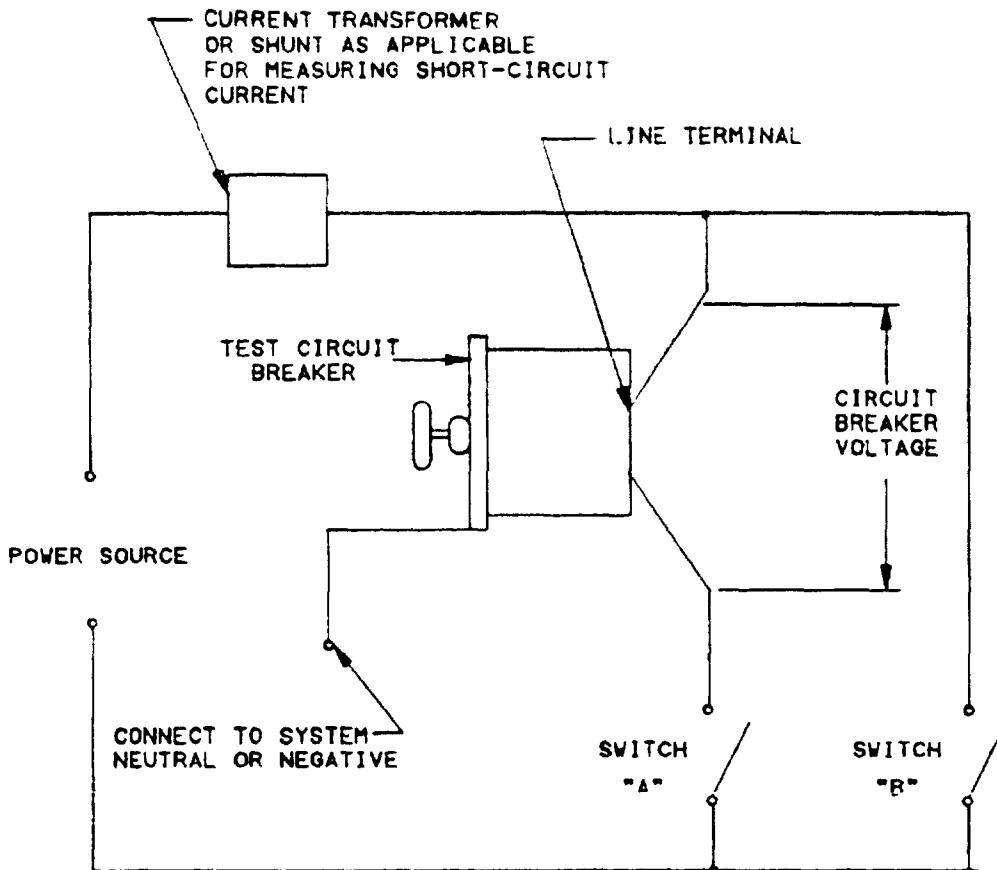 CURRENT TRANSFORMER
OR SHUNT AS APPLICABLE
FOR MEASURING SHORT-CIRCUIT
CURRENT
LINE TERMINAL
TEST CIRCUIT
BREAKER
CIRCUIT
BREAKER
VOLTAGE
POWER SOURCE
CONNECT TO SYSTEM
NEUTRAL OR NEGATIVE
SWITCH
"A"
SWITCH
"B"